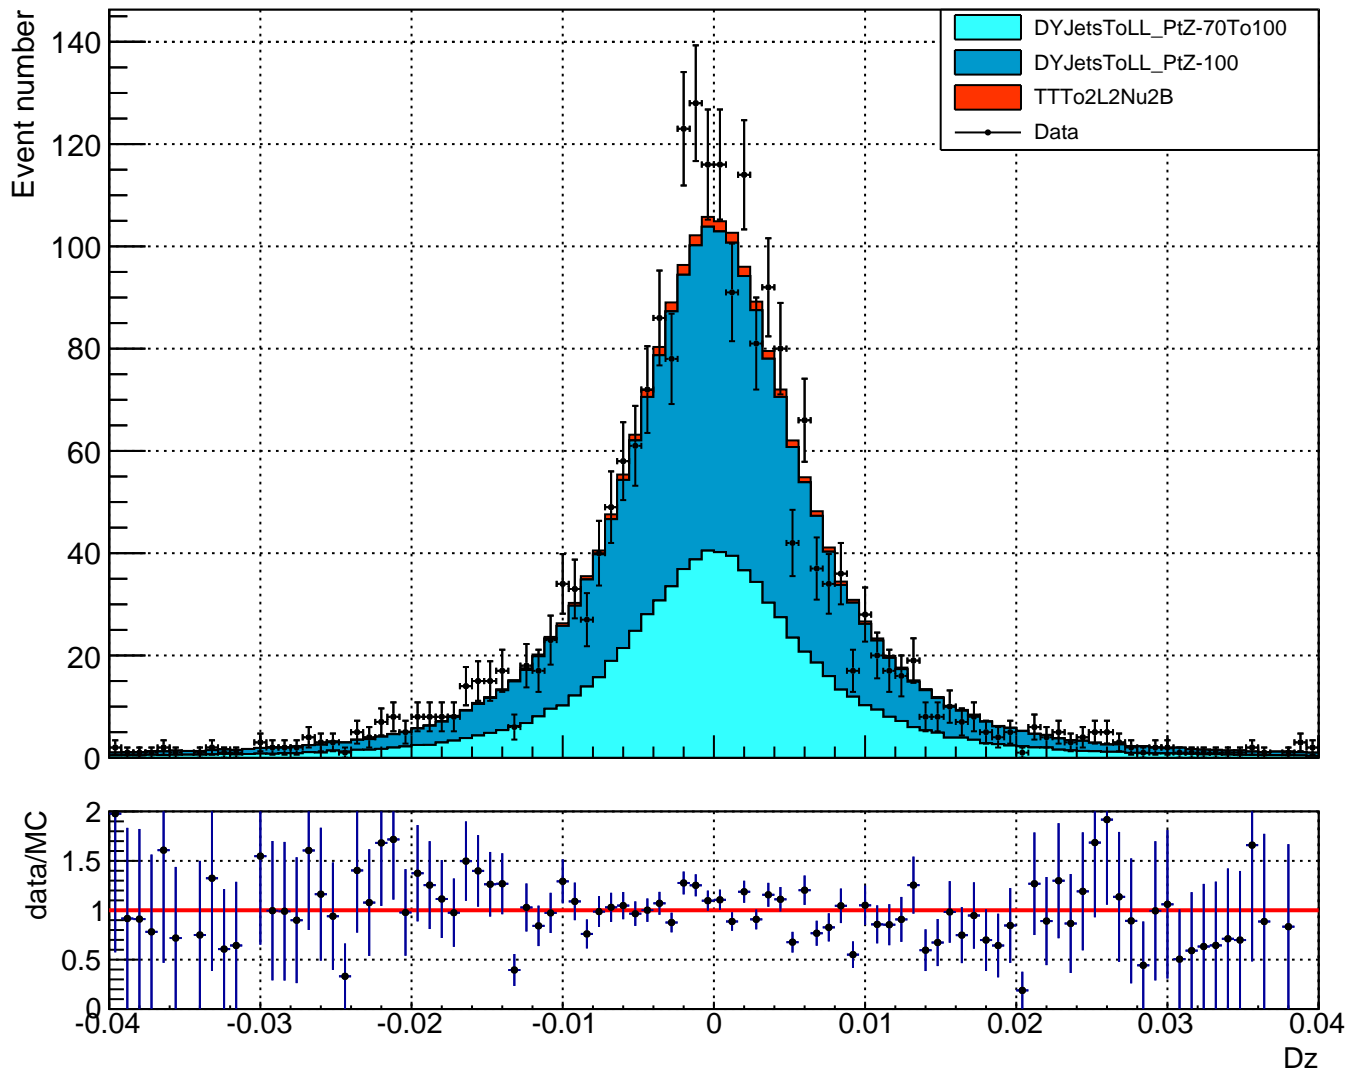 Event number
140
120
100
80
60
40
20
0
DYJetsToLL_PtZ-70To100
DYJetsToLL_PtZ-100
TTTo2L2Nu2B
Data
data/MC
2
1.5
1
0.5
0
-0.04 -0.03 -0.02 -0.01 0 0.01 0.02 0.03 0.04
Dz